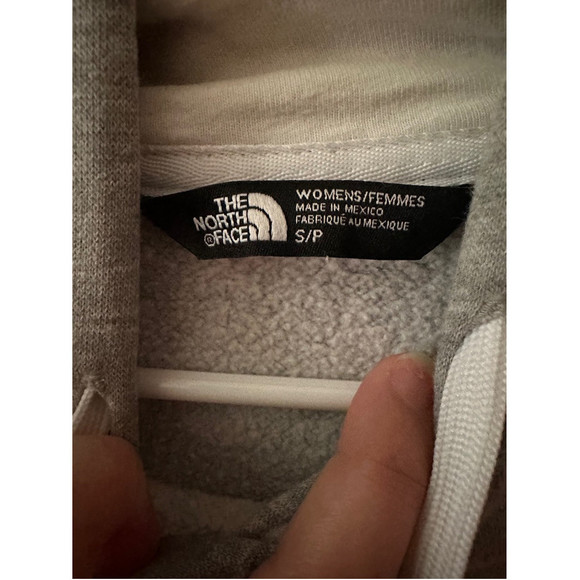 THE
NORTH
®FACE
WOMENS/FEMMES
MADE IN MEXICO
FABRIQUÉ AU MEXIQUE
S/P